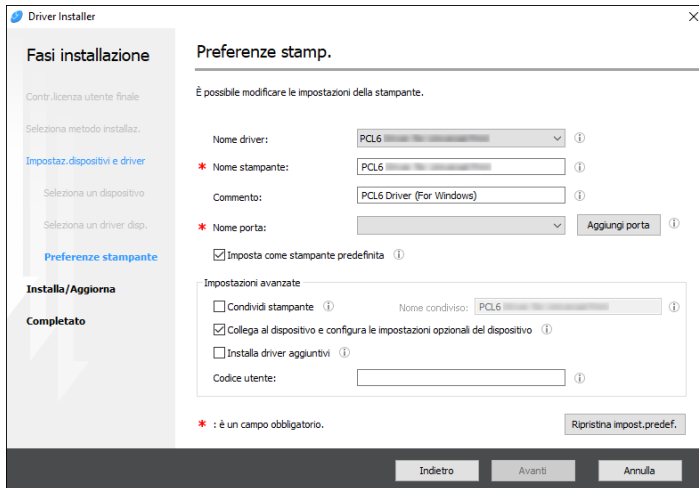 Driver Installer
Fasi installazione
Contr.licenza utente finale
Seleziona metodo installaz.
Impostaz.dispositivi e driver
Seleziona un dispositivo
Seleziona un driver disp.
Preferenze stampante
Installa/Aggiorna
Completato
Preferenze stamp.
È possibile modificare le impostazioni della stampante.
Nome driver: PCL6
* Nome stampante: PCL6
Commento: PCL6 Driver (For Windows)
* Nome porta: Aggiungi porta
Imposta come stampante predefinita
Impostazioni avanzate
Condividi stampante Nome condiviso: PCL6
Collega al dispositivo e configura le impostazioni opzionali del dispositivo
Installa driver aggiuntivi
Codice utente:
* : è un campo obbligatorio. Ripristina impost.predef.
Indietro Avanti Annulla